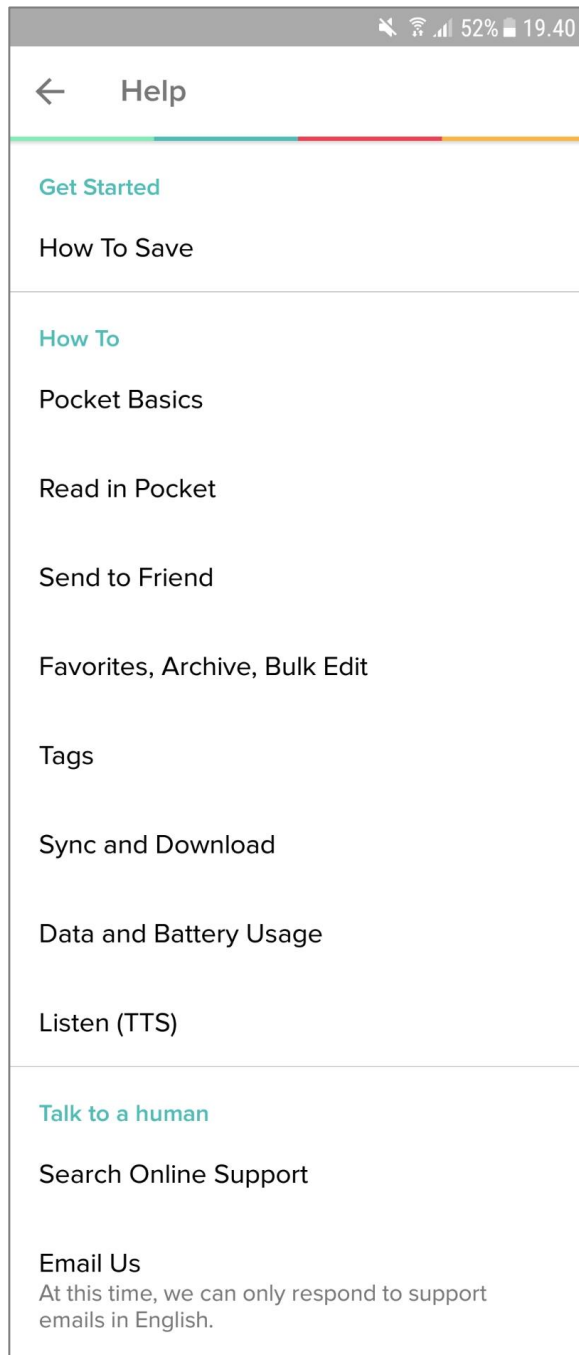 52% 19.40
Help
Get Started
How To Save
How To
Pocket Basics
Read in Pocket
Send to Friend
Favorites, Archive, Bulk Edit
Tags
Sync and Download
Data and Battery Usage
Listen (TTS)
Talk to a human
Search Online Support
Email Us
At this time, we can only respond to support
emails in English.